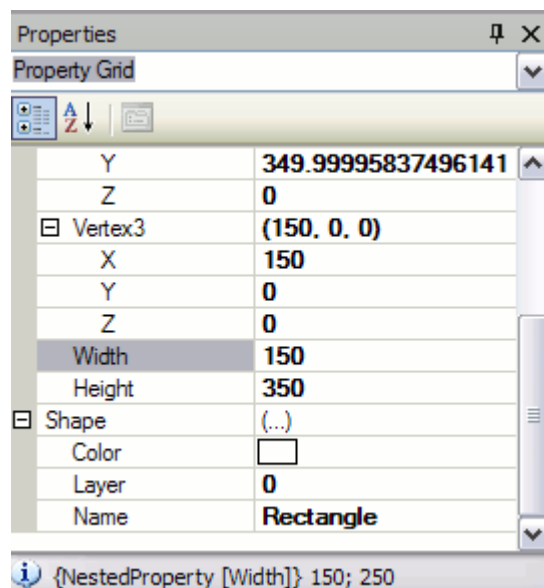 Properties
Property Grid
Y 349.99995837496141
Z 0
Vertex3 (150, 0, 0)
X 150
Y 0
Z 0
Width 150
Height 350
Shape (...)
Color
Layer 0
Name Rectangle
{NestedProperty [Width]} 150; 250